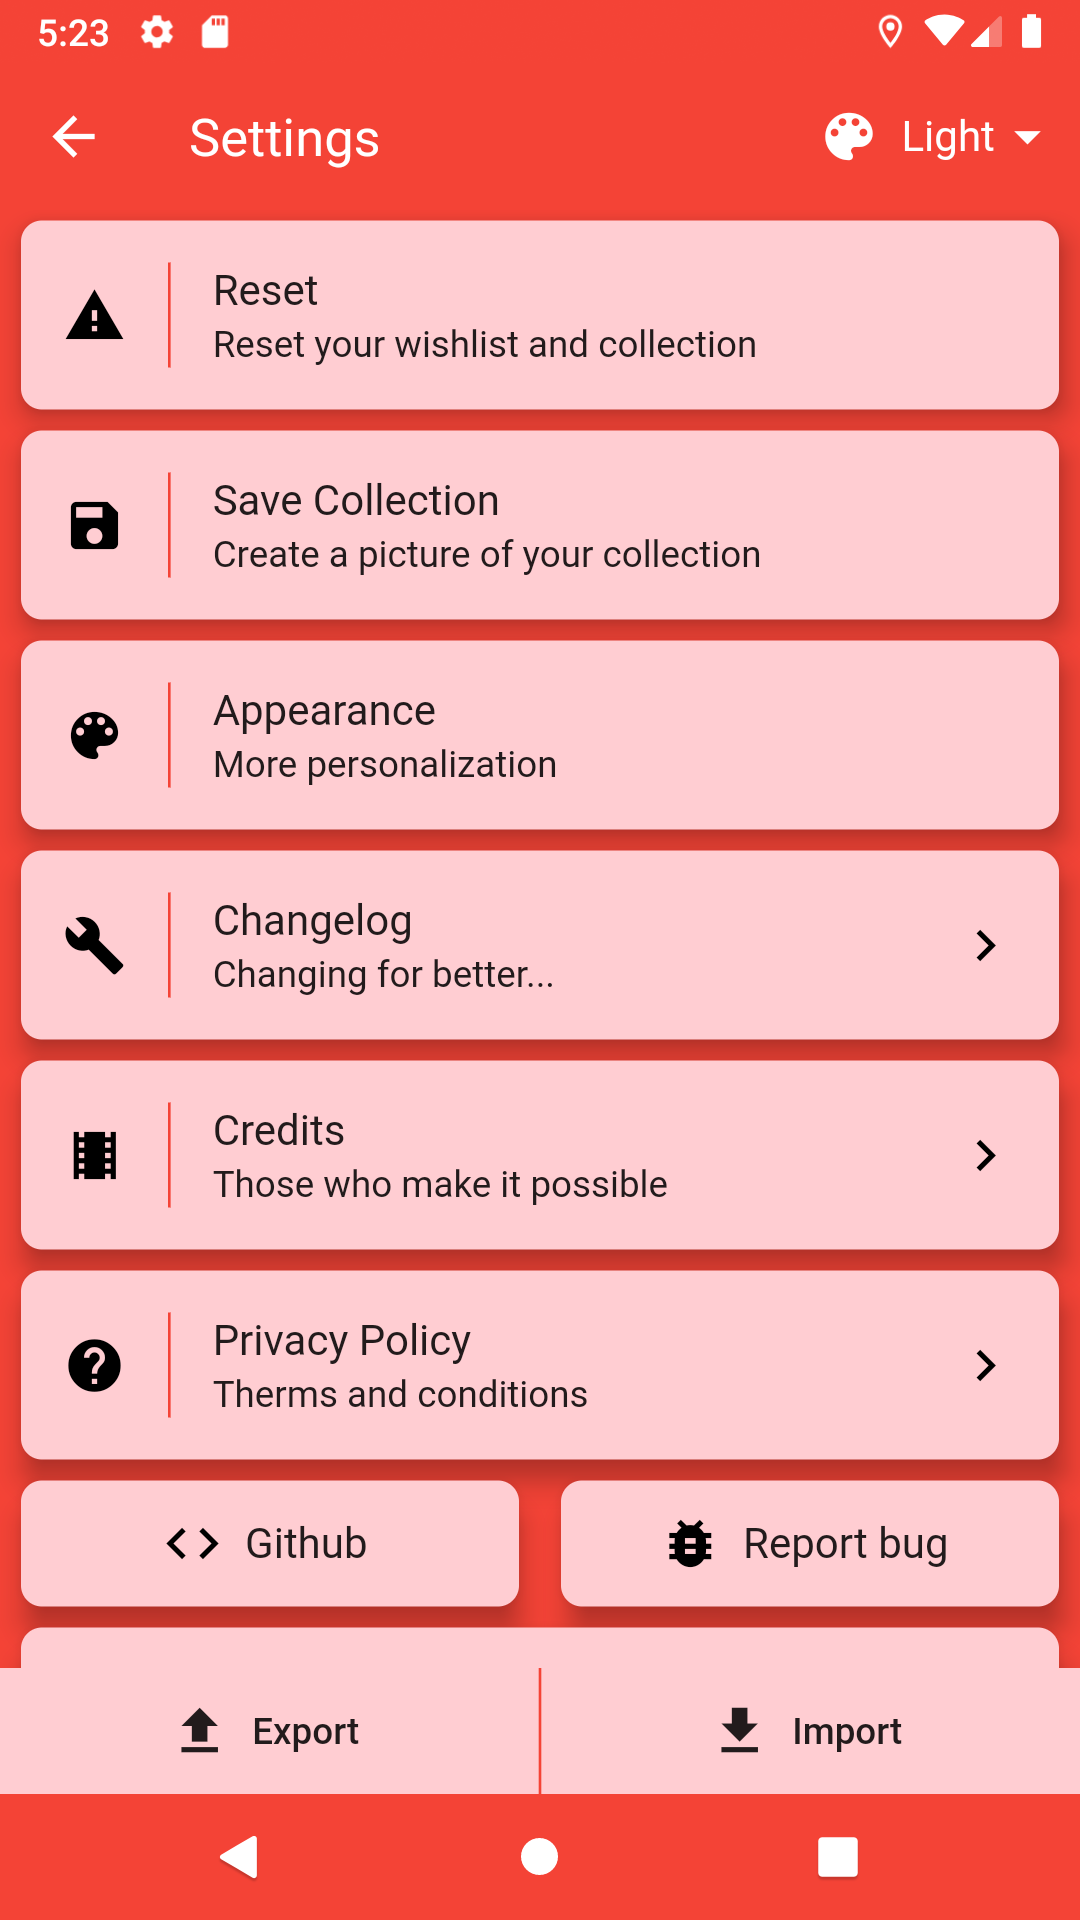 5:23
Settings
Light
Reset
Reset your wishlist and collection
Save Collection
Create a picture of your collection
Appearance
More personalization
Changelog
Changing for better...
Credits
Those who make it possible
Privacy Policy
Therms and conditions
Github
Report bug
Export
Import